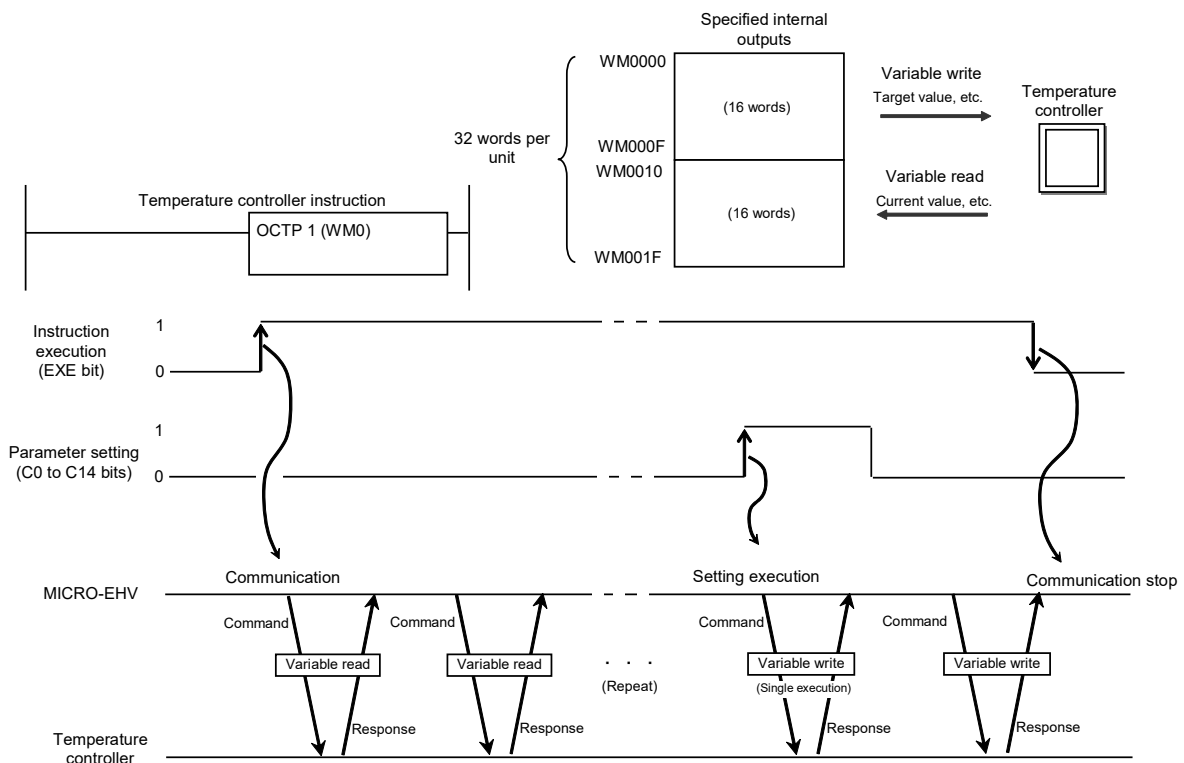 Specified internal
outputs
WM0000
(16 words)
WM000F
WM0010
(16 words)
WM001F
32 words per
unit
Variable write
Target value, etc.
Temperature
controller
Variable read
Current value, etc.
Temperature controller instruction
OCTP 1 (WM0)
Instruction
execution
(EXE bit)
1
0
Parameter setting
(C0 to C14 bits)
1
0
MICRO-EHV
Communication
Setting execution
Communication stop
Command
Command
Command
Command
Variable read
Variable read
. . .
(Repeat)
Variable write
(Single execution)
Variable write
Response
Response
Response
Response
Temperature
controller